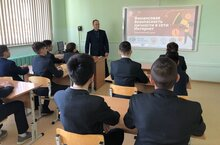 Финансовая
безопасность
личности в сети
Интернет